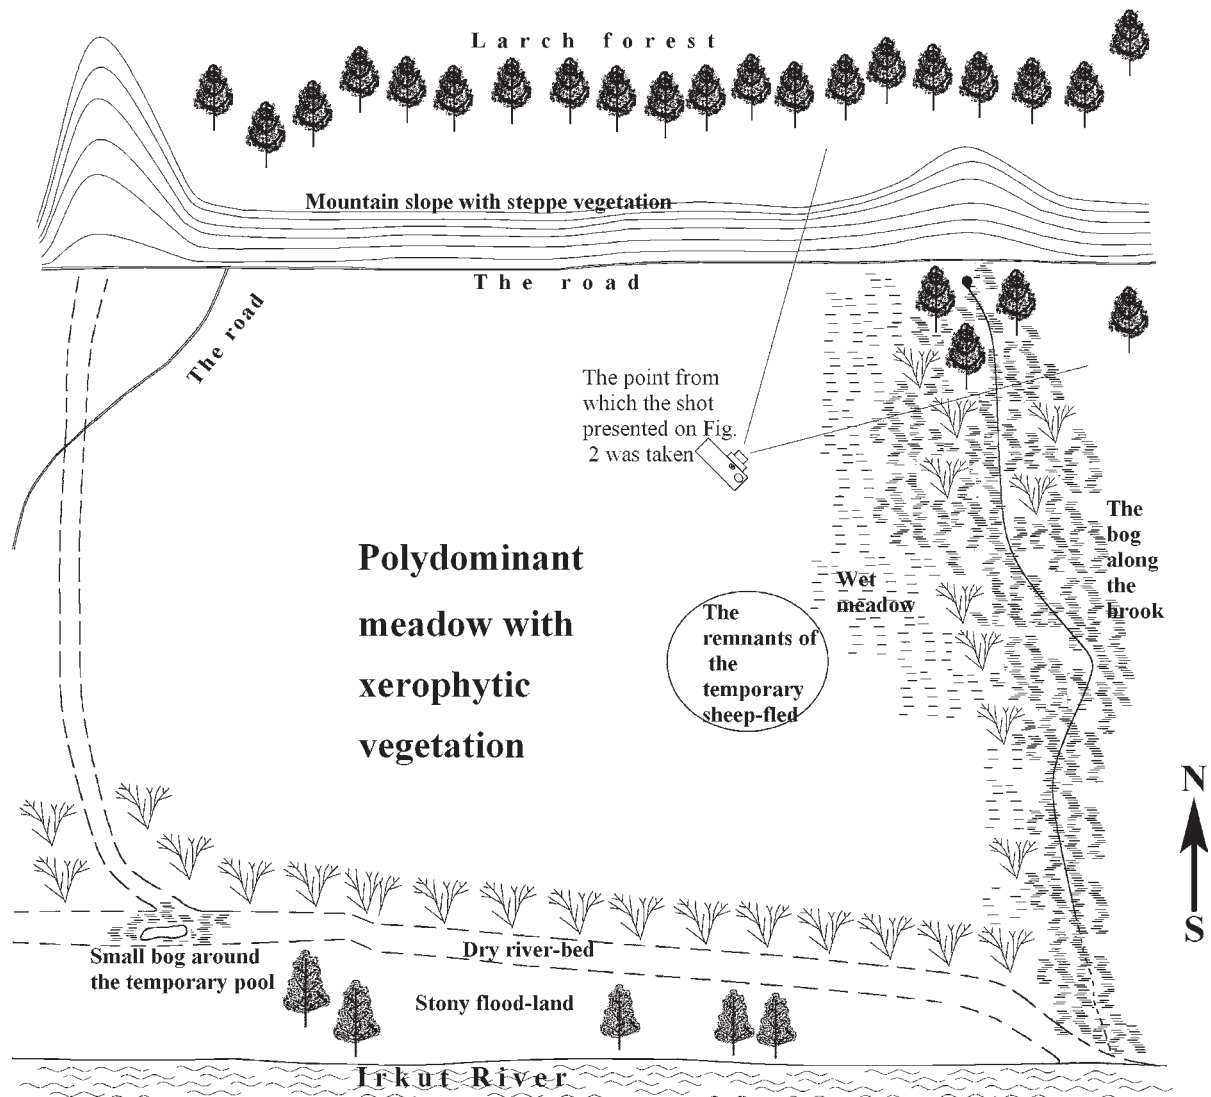 Larch forest
Mountain slope with steppe vegetation
The road
The road
The point from
which the shot
presented on Fig.
2 was taken
Polydominant
meadow with
xerophytic
vegetation
The
remnants of
the
temporary
sheep-fled
Wet
meadow
The
bog
along
the
brook
N
S
Small bog around
the temporary pool
Dry river-bed
Stony flood-land
Irkut River